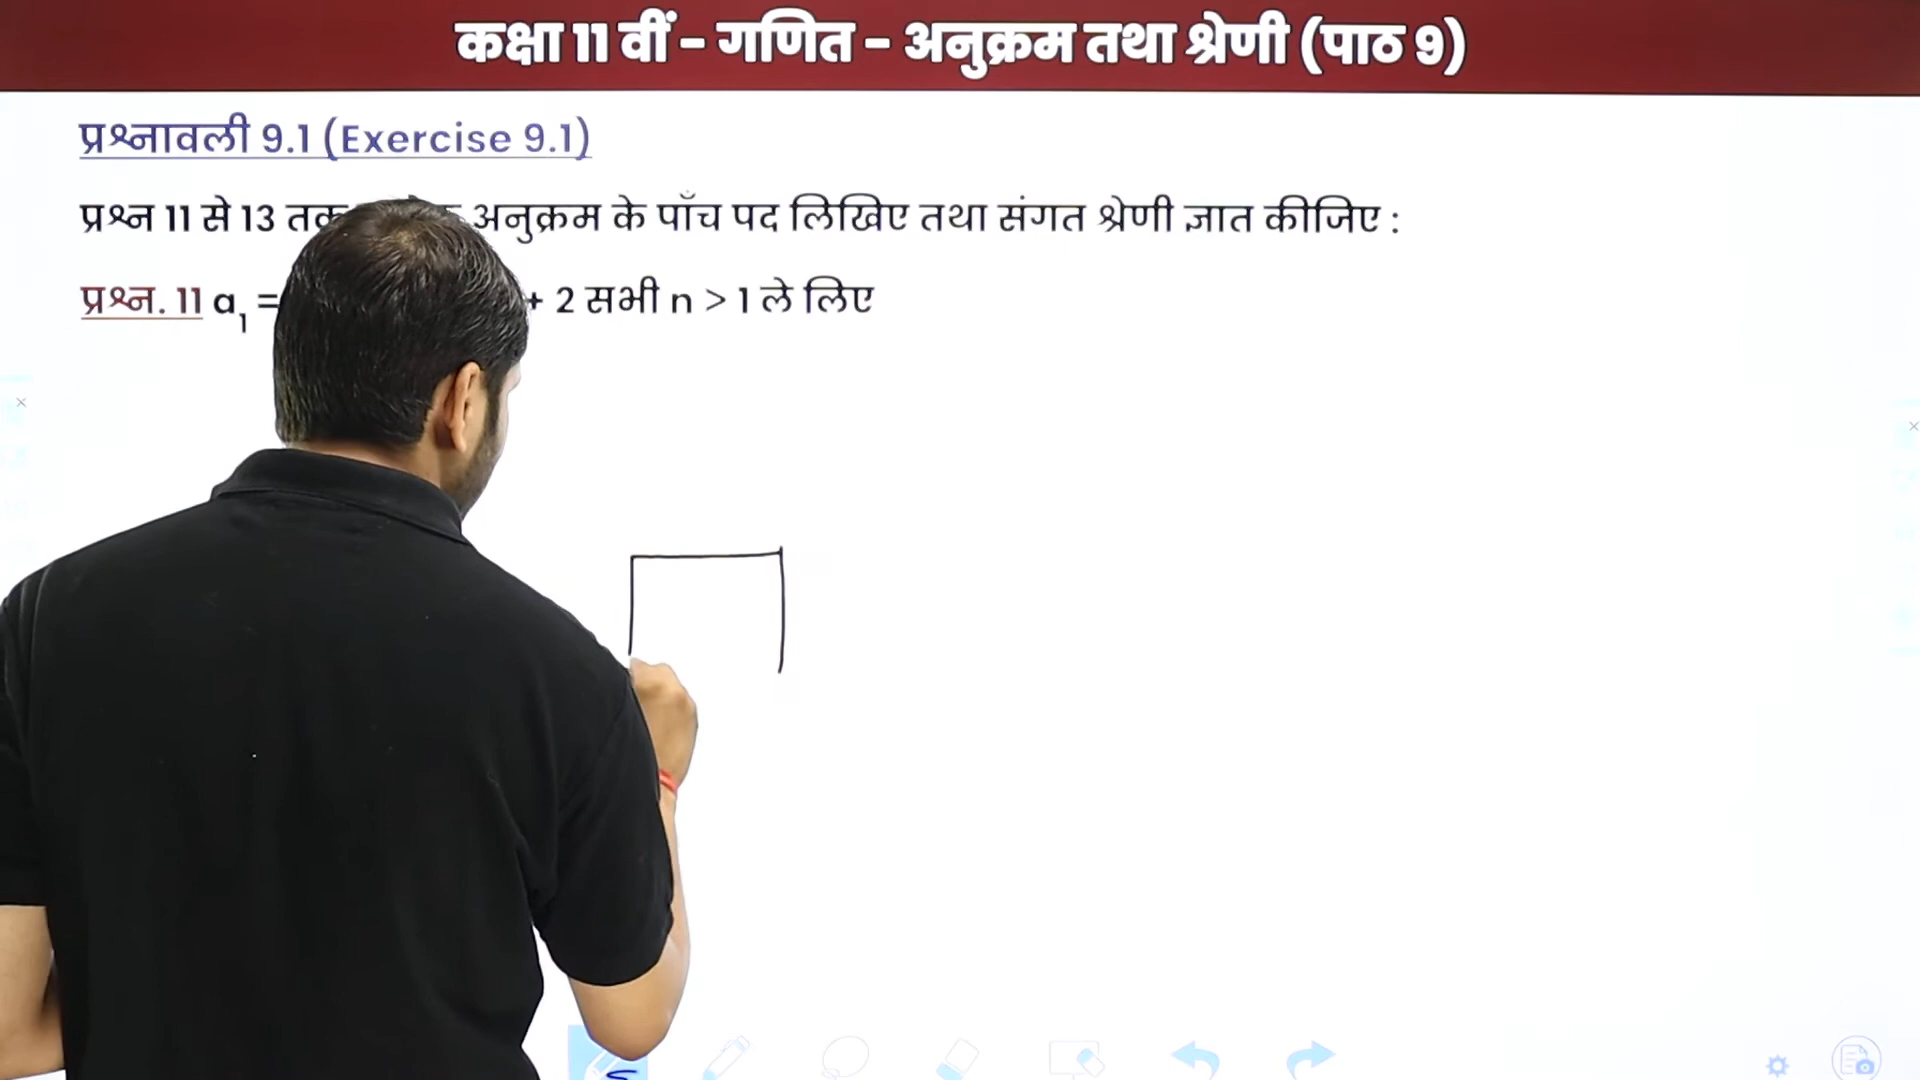 कक्षा 11 वीं - गणित - अनुक्रम तथा श्रेणी (पाठ 9)
प्रश्नावली 9.1 (Exercise 9.1)
प्रश्न 11 से 13 तक अनुक्रम के पाँच पद लिखिए तथा संगत श्रेणी ज्ञात कीजिए :
प्रश्न. 11 a₁ = + 2 सभी n > 1 ले लिए